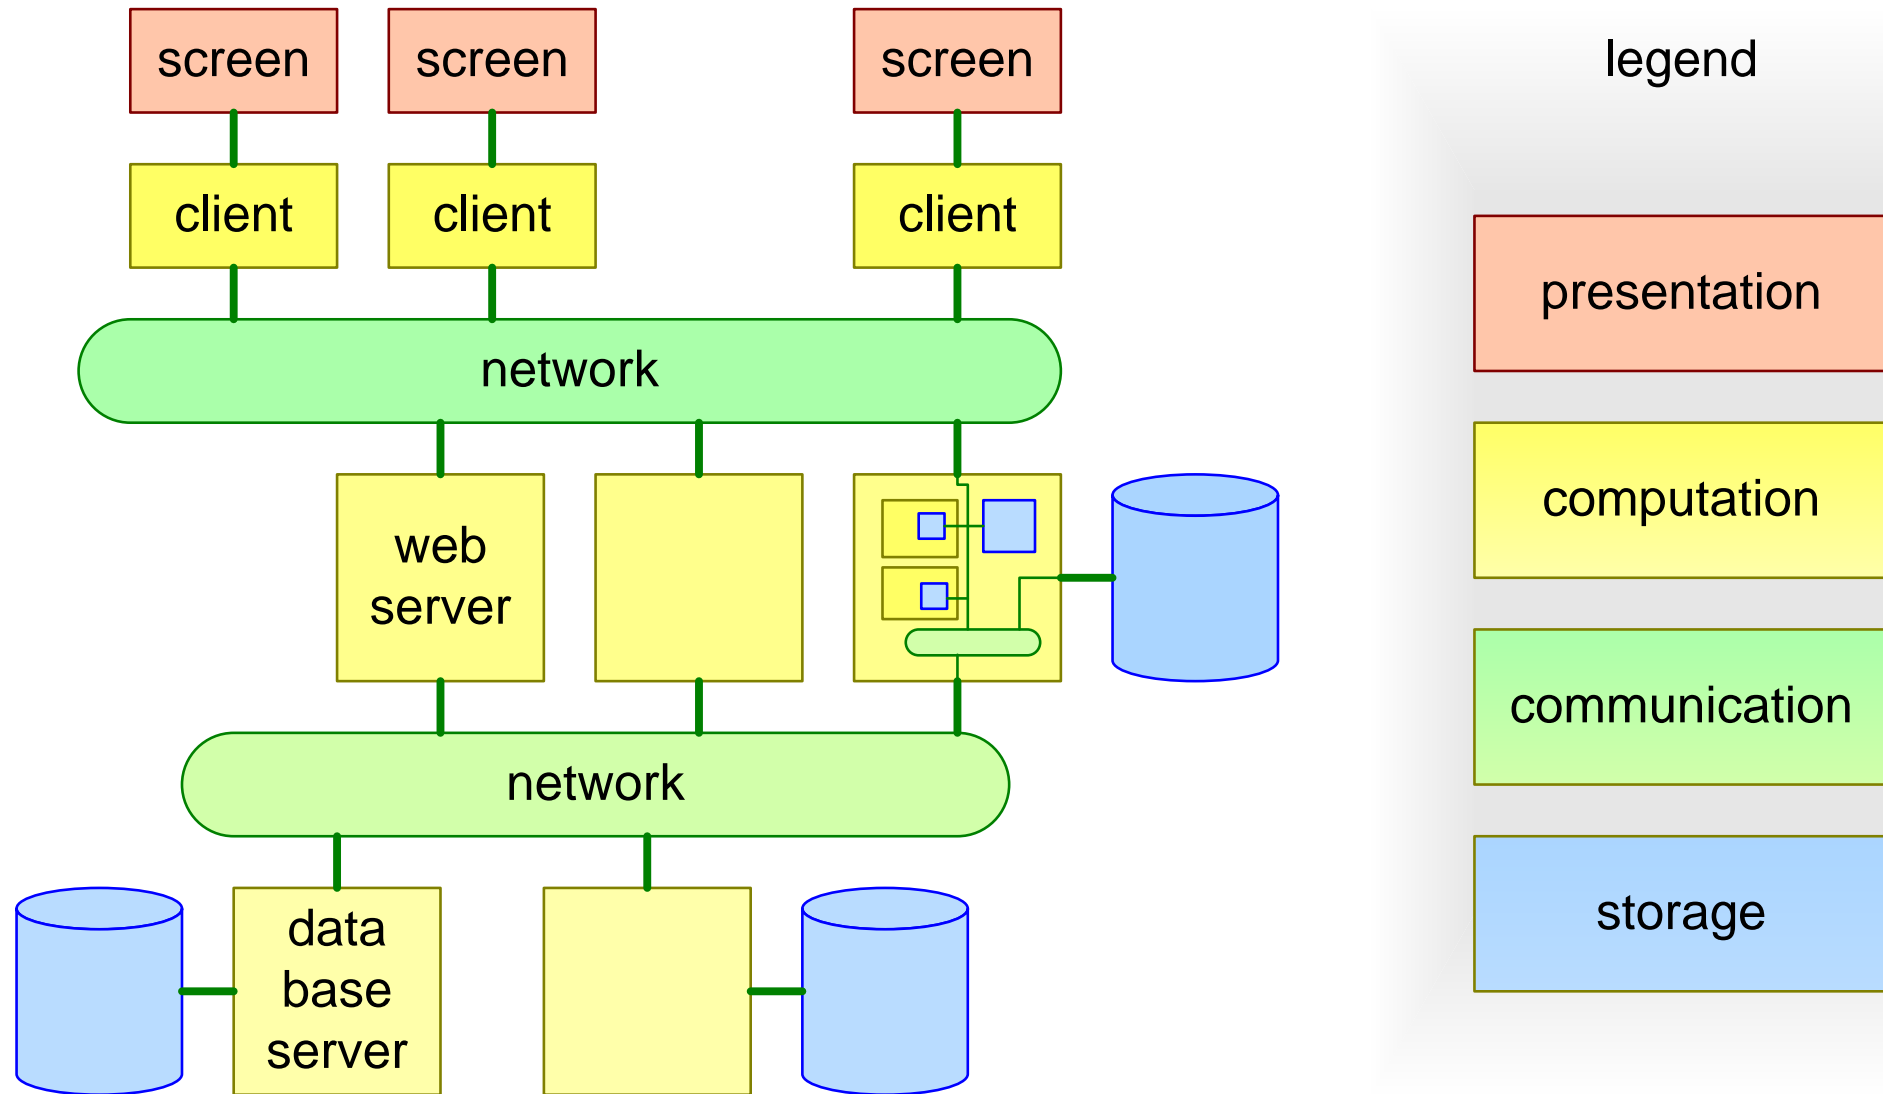 screen
screen
screen
legend
client
client
client
presentation
network
computation
web
server
communication
network
data
base
server
storage